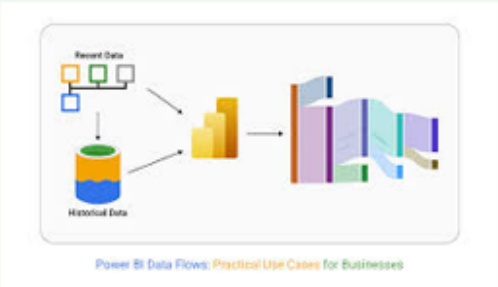 Recent Data
Historical Data
Power BI Data Flows: Practical Use Cases for Businesses